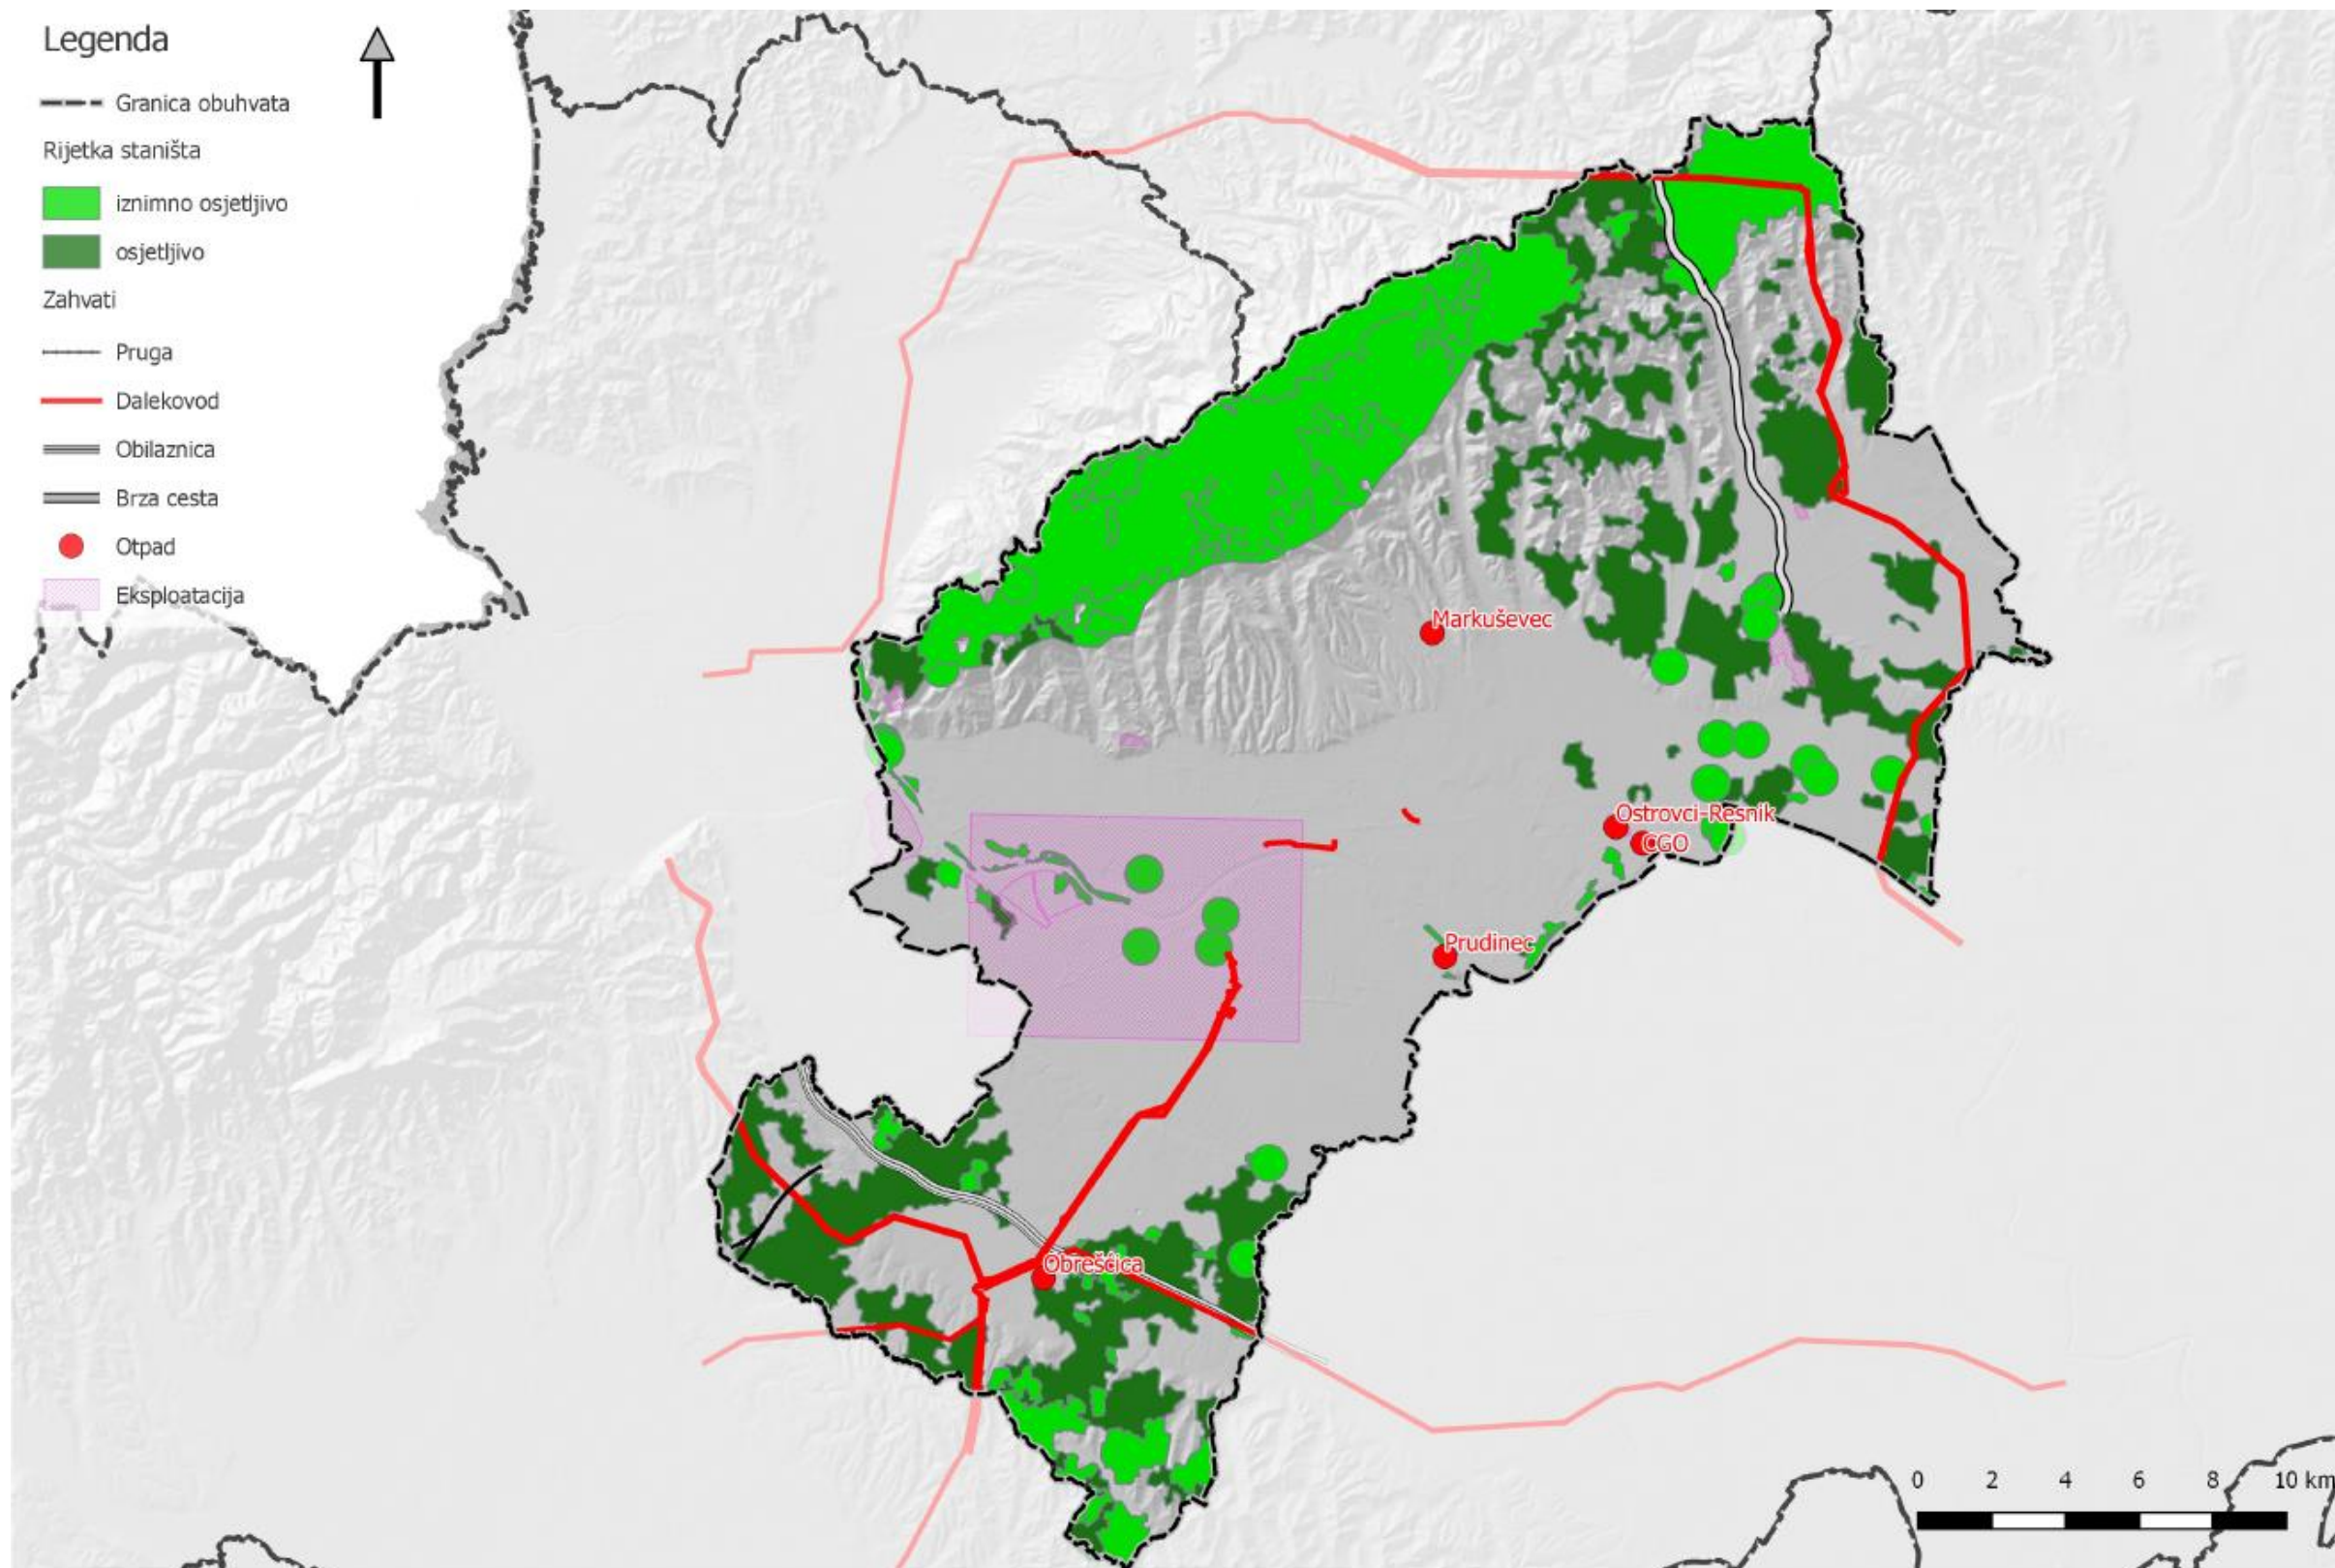 Legenda
Granica obuhvata
Rijetka staništa
iznimno osjetljivo
osjetljivo
Zahvati
Pruga
Dalekovod
Obilaznica
Brza cesta
Otpad
Eksploatacija
Markuševec
Ostrovci-Resnik
CGO
Prudinec
Obrešćica
0 2 4 6 8 10 km